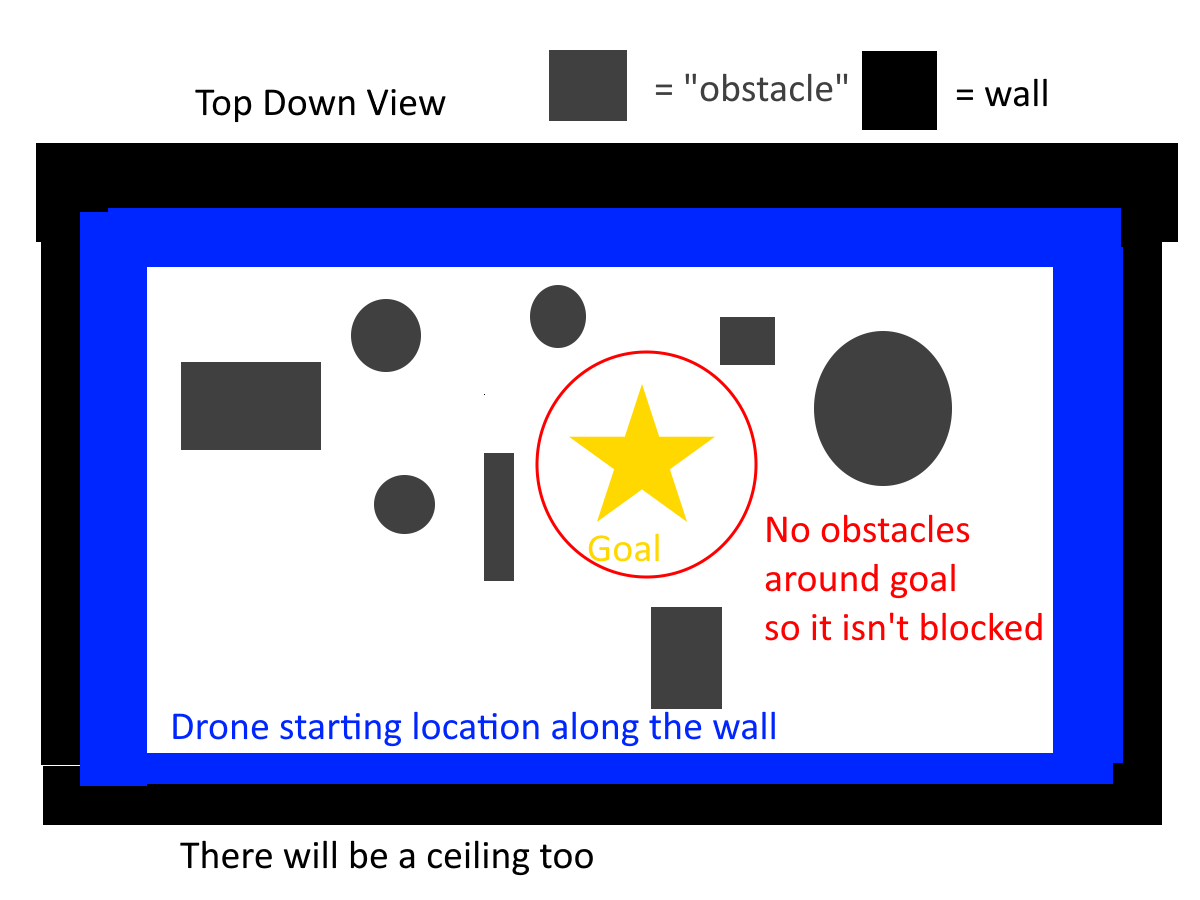 Top Down View
= "obstacle"
= wall
Goal
No obstacles
around goal
so it isn't blocked
Drone starting location along the wall
There will be a ceiling too